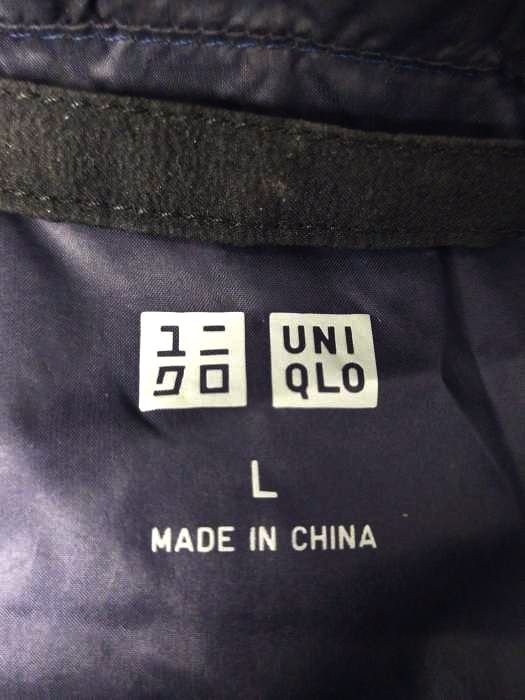 ユニ UNI
クロ QLO
L
MADE IN CHINA